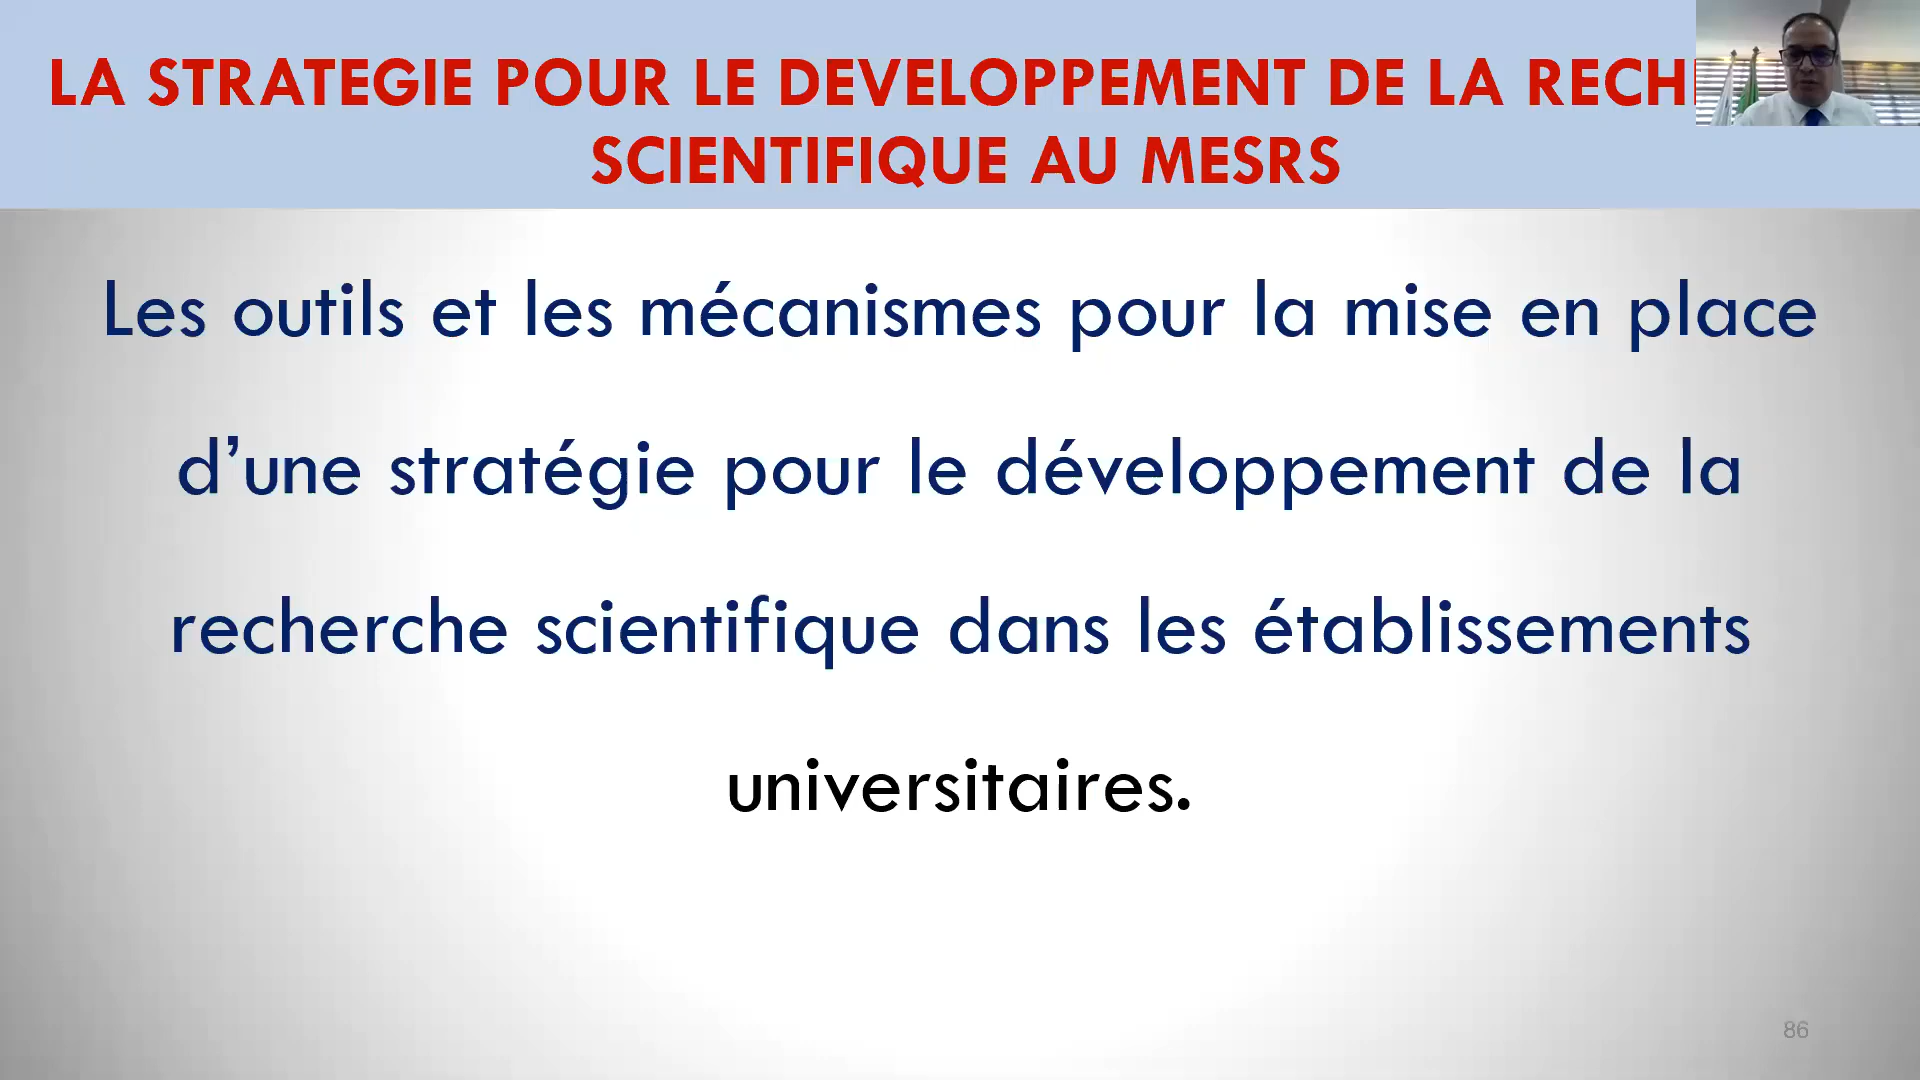 LA STRATEGIE POUR LE DEVELOPPEMENT DE LA
SCIENTIFIQUE AU MESRS
Les outils et les mécanismes pour la mise en place
d’une stratégie pour le développement de la
recherche scientifique dans les établissements
universitaires.
86